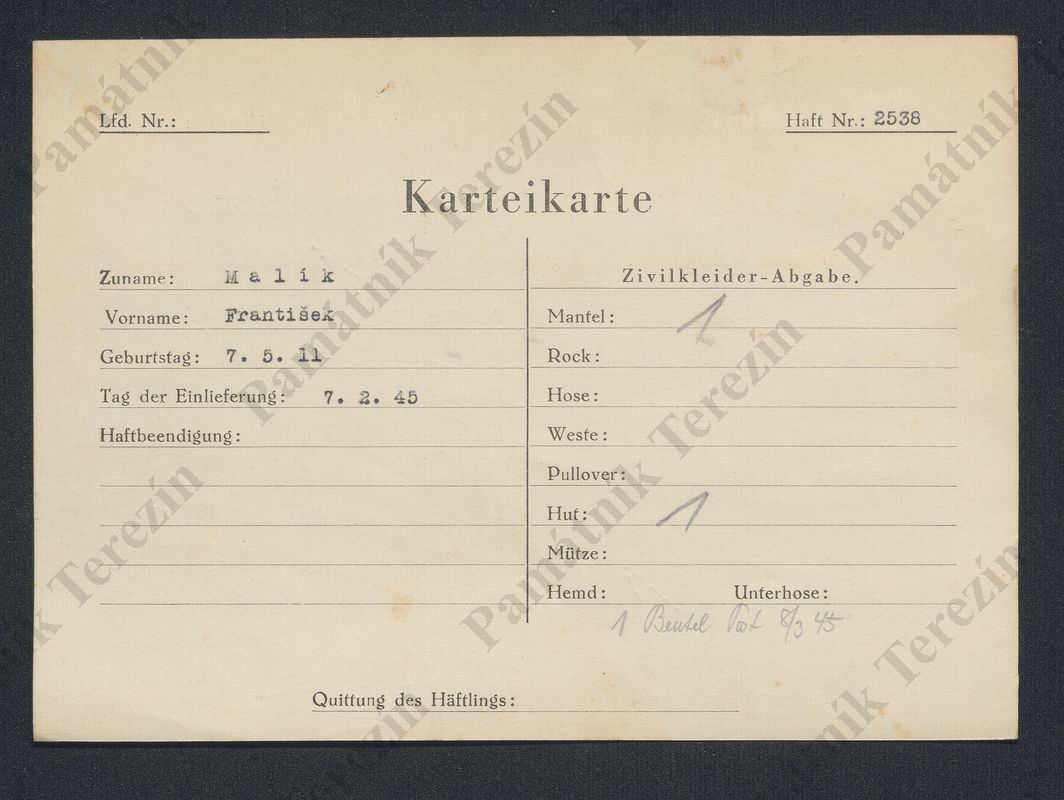 Lfd. Nr.:
Haft Nr.: 2538
Karteikarte
Zuname: Malík
Vorname: František
Geburtstag: 7. 5. 11
Tag der Einlieferung: 7. 2. 45
Haftbeendigung:
Zivilkleider-Abgabe.
Mantel: 1
Rock:
Hose:
Weste:
Pullover:
Hut: 1
Mütze:
Hemd: Unterhose:
1 Beutel 8/3 45
Quittung des Häftlings:
Památník Terezín